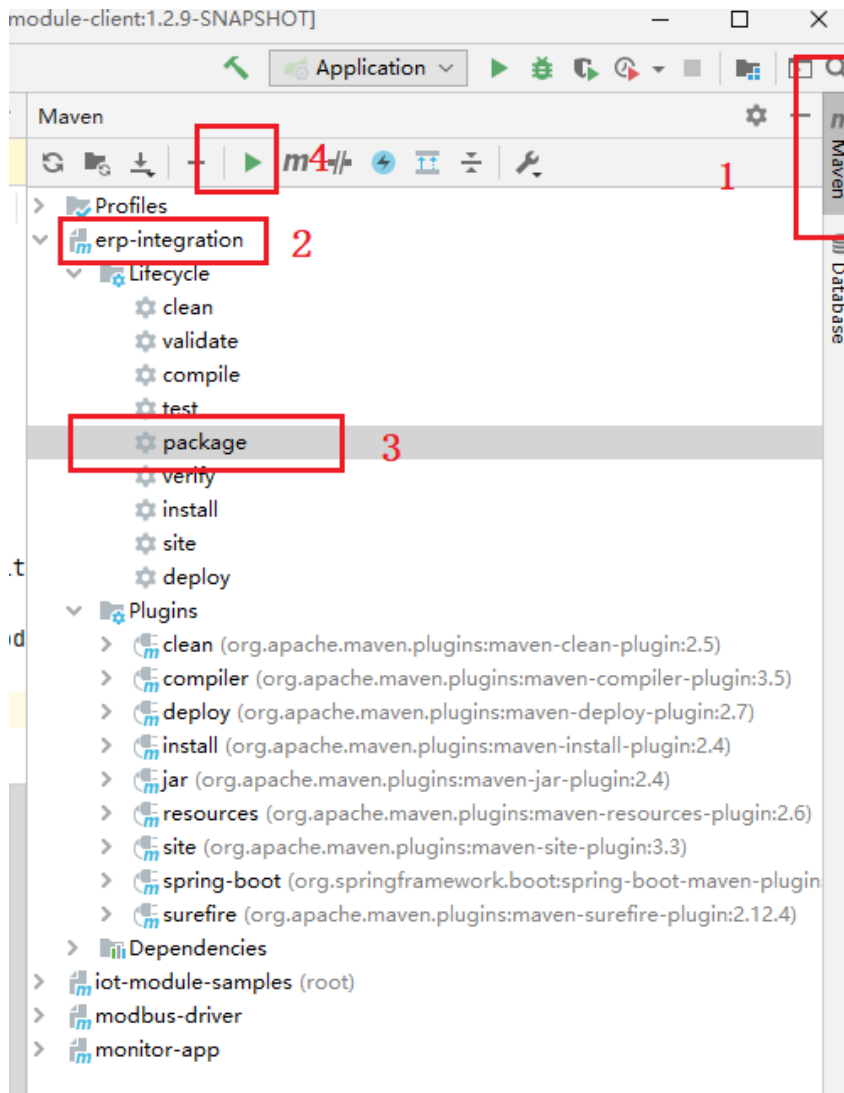 module-client:1.2.9-SNAPSHOT]
Application
Maven
4
1
Maven
Profiles
erp-integration
2
Lifecycle
Database
clean
validate
compile
test
package
3
verify
install
site
.t
deploy
Plugins
od
clean (org.apache.maven.plugins:maven-clean-plugin:2.5)
compiler (org.apache.maven.plugins:maven-compiler-plugin:3.5)
deploy (org.apache.maven.plugins:maven-deploy-plugin:2.7)
install (org.apache.maven.plugins:maven-install-plugin:2.4)
jar (org.apache.maven.plugins:maven-jar-plugin:2.4)
resources (org.apache.maven.plugins:maven-resources-plugin:2.6)
site (org.apache.maven.plugins:maven-site-plugin:3.3)
spring-boot (org.springframework.boot:spring-boot-maven-plugin
surefire (org.apache.maven.plugins:maven-surefire-plugin:2.12.4)
Dependencies
iot-module-samples (root)
modbus-driver
monitor-app